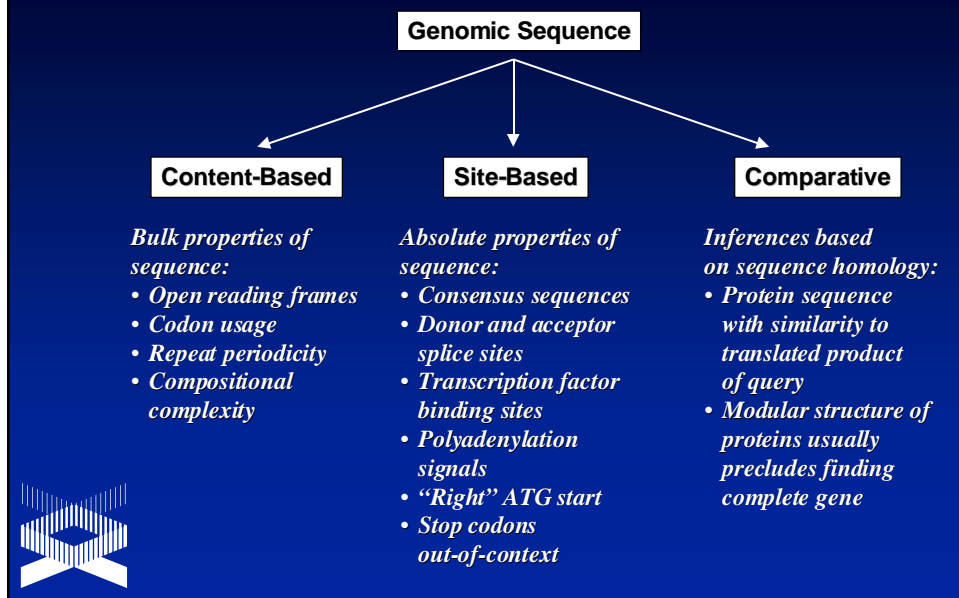 Genomic Sequence
Content-Based
Site-Based
Comparative
Bulk properties of
sequence:
• Open reading frames
• Codon usage
• Repeat periodicity
• Compositional
complexity
Absolute properties of
sequence:
• Consensus sequences
• Donor and acceptor
splice sites
• Transcription factor
binding sites
• Polyadenylation
signals
• “Right” ATG start
• Stop codons
out-of-context
Inferences based
on sequence homology:
• Protein sequence
with similarity to
translated product
of query
• Modular structure of
proteins usually
precludes finding
complete gene